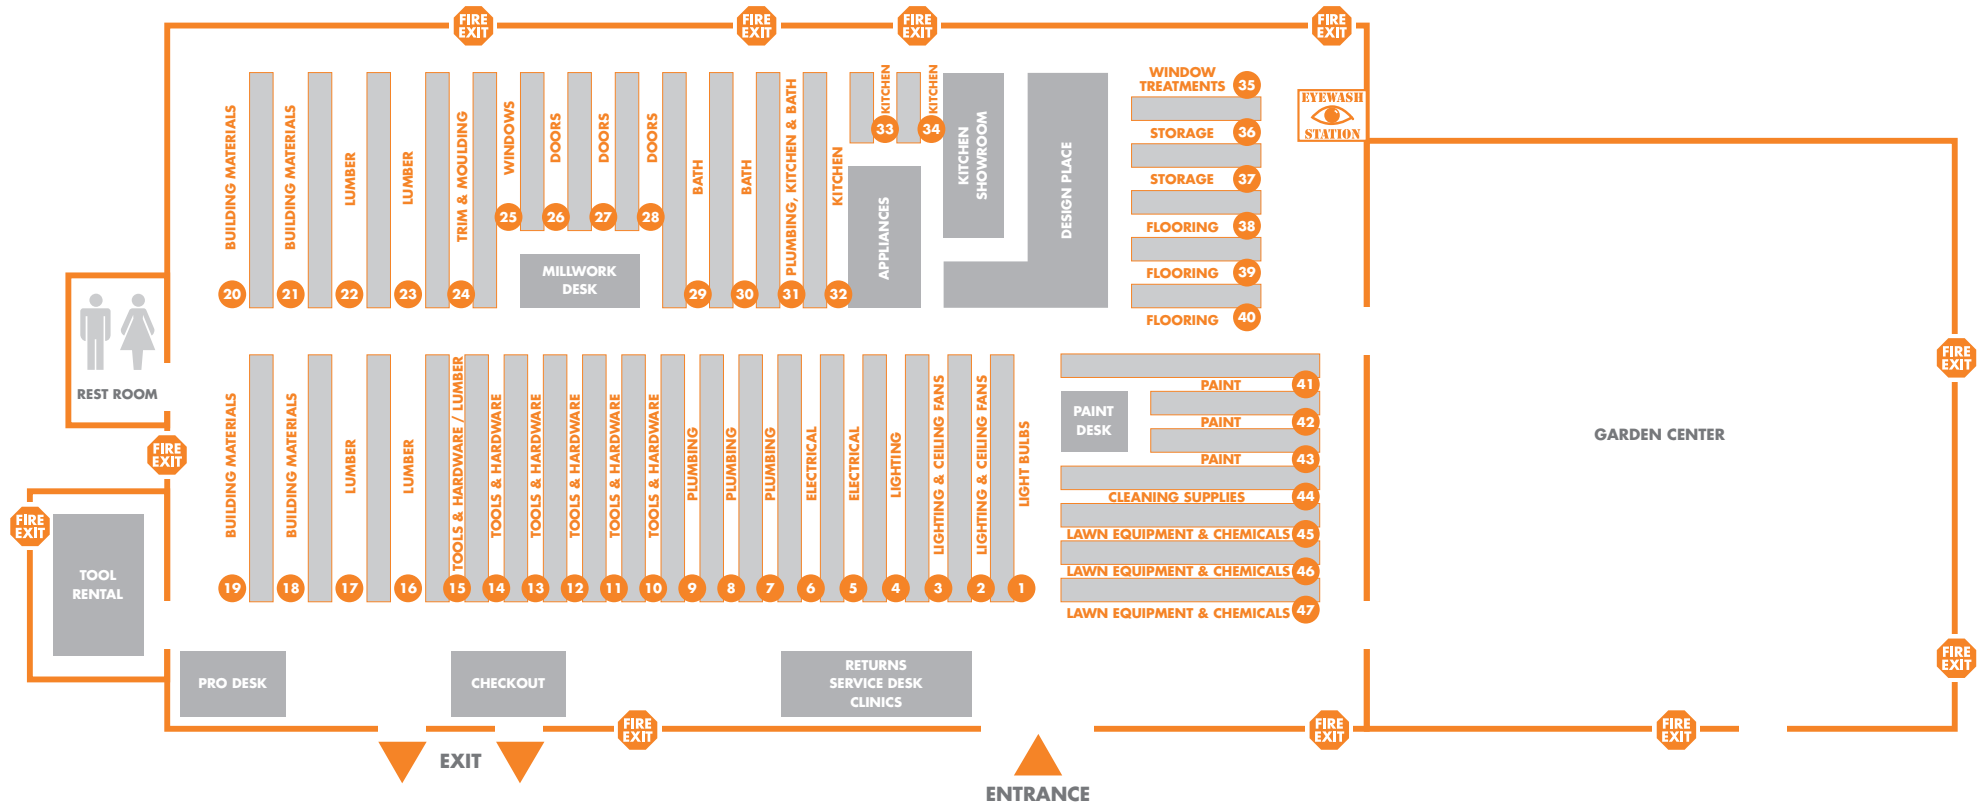 FIRE
EXIT
FIRE
EXIT
FIRE
EXIT
FIRE
EXIT
BUILDING MATERIALS
20
BUILDING MATERIALS
21
LUMBER
22
LUMBER
23
TRIM & MOULDING
24
WINDOWS
25
DOORS
26
DOORS
27
DOORS
28
MILLWORK
DESK
BATH
29
BATH
30
PLUMBING, KITCHEN & BATH
31
KITCHEN
32
KITCHEN
33
KITCHEN
34
APPLIANCES
KITCHEN
SHOWROOM
DESIGN PLACE
WINDOW
TREATMENTS 35
STORAGE 36
STORAGE 37
FLOORING 38
FLOORING 39
FLOORING 40
EYEWASH
STATION
REST ROOM
FIRE
EXIT
FIRE
EXIT
TOOL
RENTAL
BUILDING MATERIALS
19
BUILDING MATERIALS
18
LUMBER
17
LUMBER
16
TOOLS & HARDWARE / LUMBER
15
TOOLS & HARDWARE
14
TOOLS & HARDWARE
13
TOOLS & HARDWARE
12
TOOLS & HARDWARE
11
TOOLS & HARDWARE
10
PLUMBING
9
PLUMBING
8
PLUMBING
7
ELECTRICAL
6
ELECTRICAL
5
LIGHTING
4
LIGHTING & CEILING FANS
3
LIGHTING & CEILING FANS
2
LIGHT BULBS
1
PAINT
DESK
PAINT 41
PAINT 42
PAINT 43
CLEANING SUPPLIES 44
LAWN EQUIPMENT & CHEMICALS 45
LAWN EQUIPMENT & CHEMICALS 46
LAWN EQUIPMENT & CHEMICALS 47
GARDEN CENTER
FIRE
EXIT
FIRE
EXIT
PRO DESK
CHECKOUT
RETURNS
SERVICE DESK
CLINICS
FIRE
EXIT
FIRE
EXIT
FIRE
EXIT
EXIT
ENTRANCE